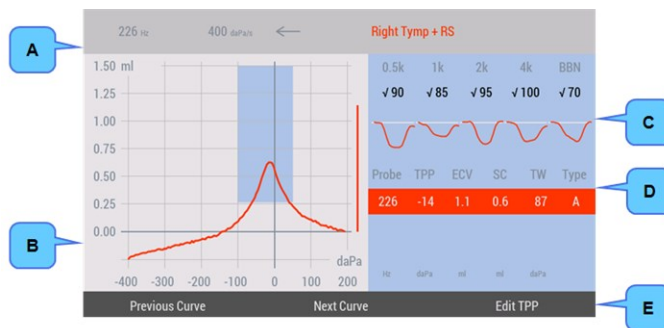 A
226 Hz 400 daPa/s Right Tymp + RS
1.50 ml
1.25
1.00
0.75
0.50
0.25
0.00
daPa
-400 -300 -200 -100 0 100 200
0.5k 1k 2k 4k BBN
√ 90 √ 85 √ 95 √ 100 √ 70
C
Probe TPP ECV SC TW Type
D
226 -14 1.1 0.6 87 A
B
Hz daPa ml ml daPa
Previous Curve Next Curve Edit TPP
E